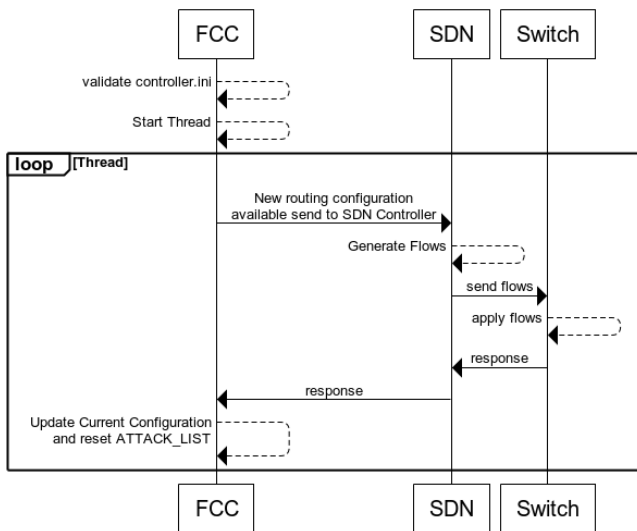 FCC
SDN
Switch
validate controller.ini
Start Thread
loop [Thread]
New routing configuration
available send to SDN Controller
Generate Flows
send flows
apply flows
response
response
Update Current Configuration
and reset ATTACK_LIST
FCC
SDN
Switch